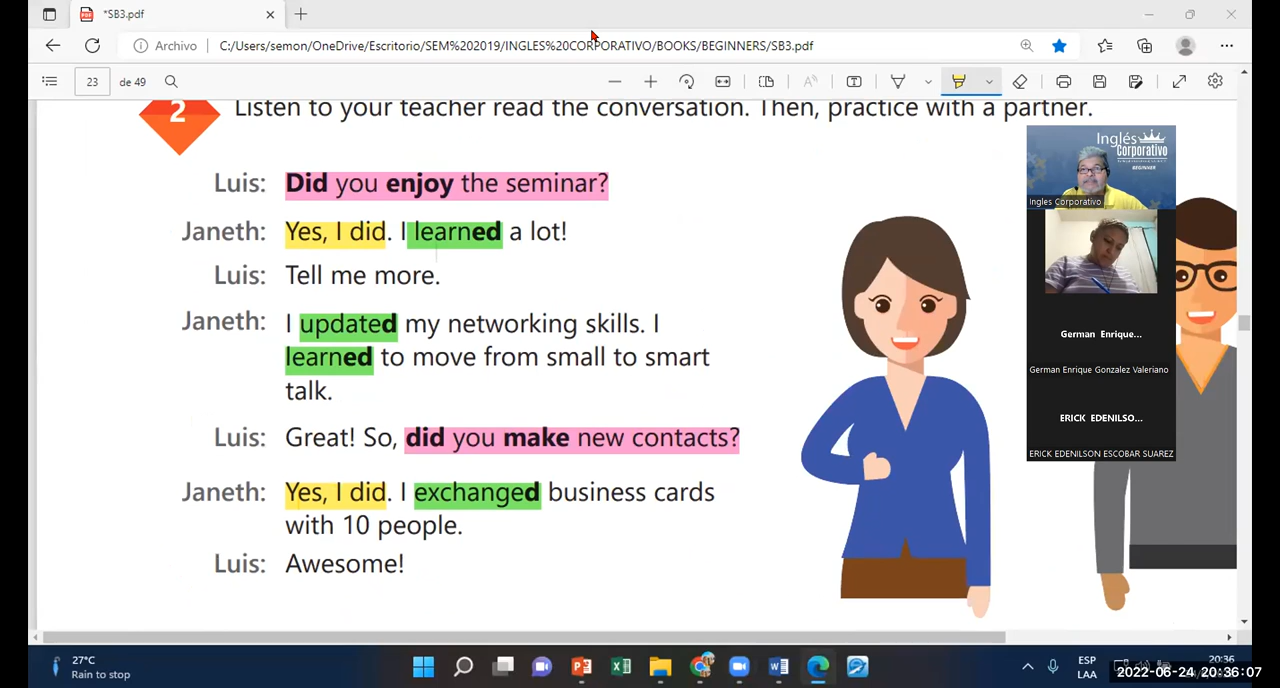 *SB3.pdf
Archivo
C:/Users/semon/OneDrive/Escritorio/SEM%202019/INGLES%20CORPORATIVO/BOOKS/BEGINNERS/SB3.pdf
23 de 49
2 Listen to your teacher read the conversation. Then, practice with a partner.
Luis: Did you enjoy the seminar?
Janeth: Yes, I did. I learned a lot!
Luis: Tell me more.
Janeth: I updated my networking skills. I
learned to move from small to smart
talk.
Luis: Great! So, did you make new contacts?
Janeth: Yes, I did. I exchanged business cards
with 10 people.
Luis: Awesome!
Inglés
Corporativo
BEGINNER
Ingles Corporativo
German Enrique...
German Enrique Gonzalez Valeriano
ERICK EDENILSO...
ERICK EDENILSON ESCOBAR SUAREZ
27°C
Rain to stop
ESP
LAA
20:36
2022-06-24 20:36:07